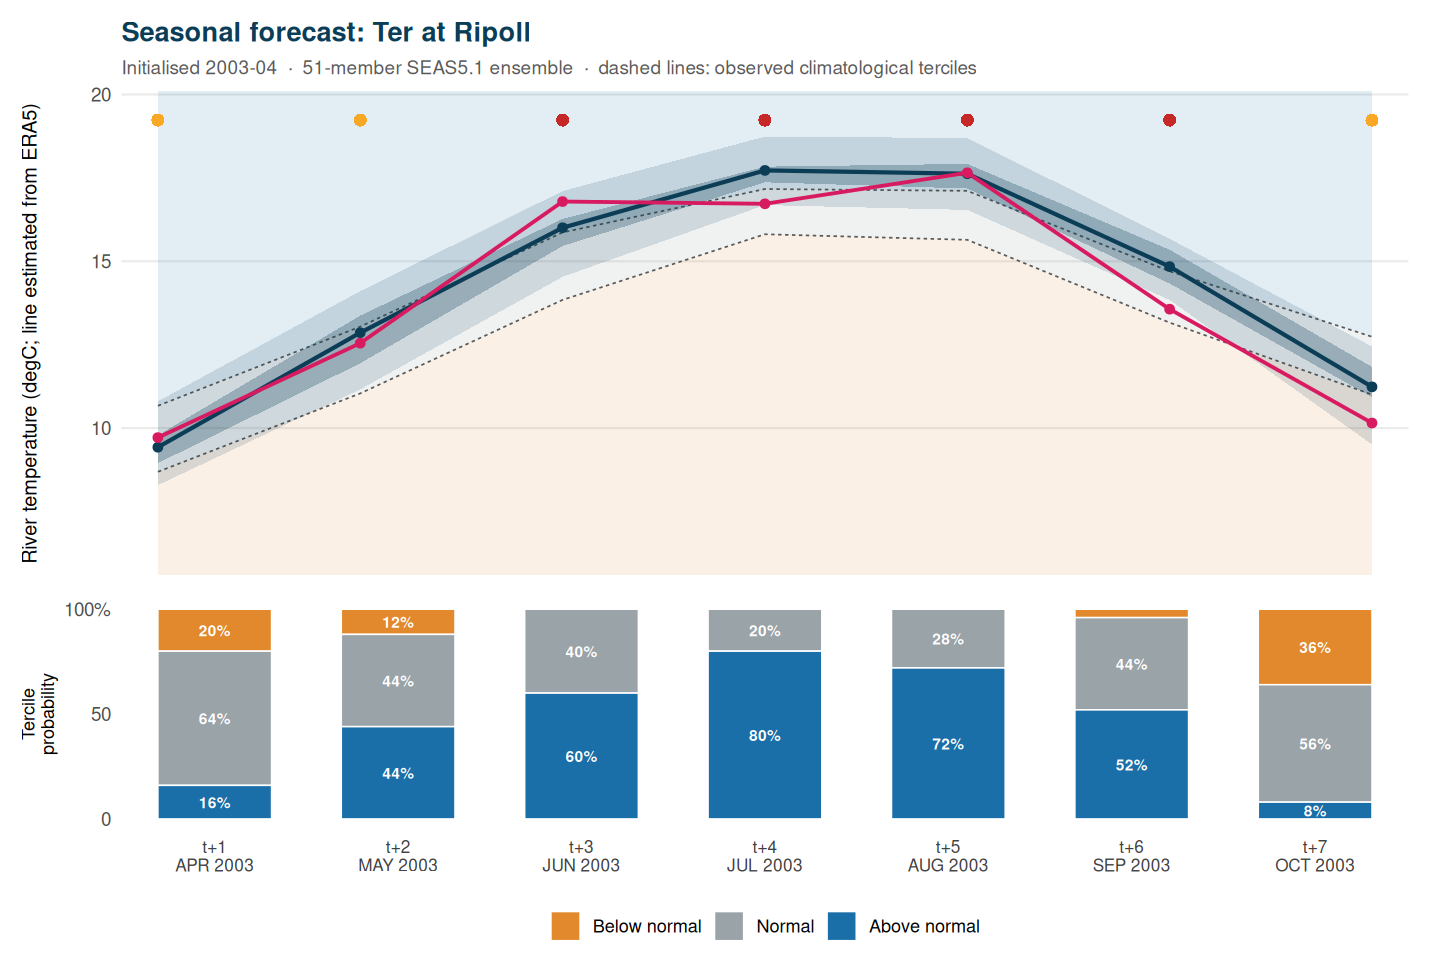 Seasonal forecast: Ter at Ripoll
Initialised 2003-04 · 51-member SEAS5.1 ensemble · dashed lines: observed climatological terciles
River temperature (degC; line estimated from ERA5)
20
15
10
Tercile
probability
100%
50
0
20%
64%
16%
12%
44%
44%
40%
60%
20%
80%
28%
72%
44%
52%
36%
56%
8%
t+1
APR 2003
t+2
MAY 2003
t+3
JUN 2003
t+4
JUL 2003
t+5
AUG 2003
t+6
SEP 2003
t+7
OCT 2003
Below normal
Normal
Above normal